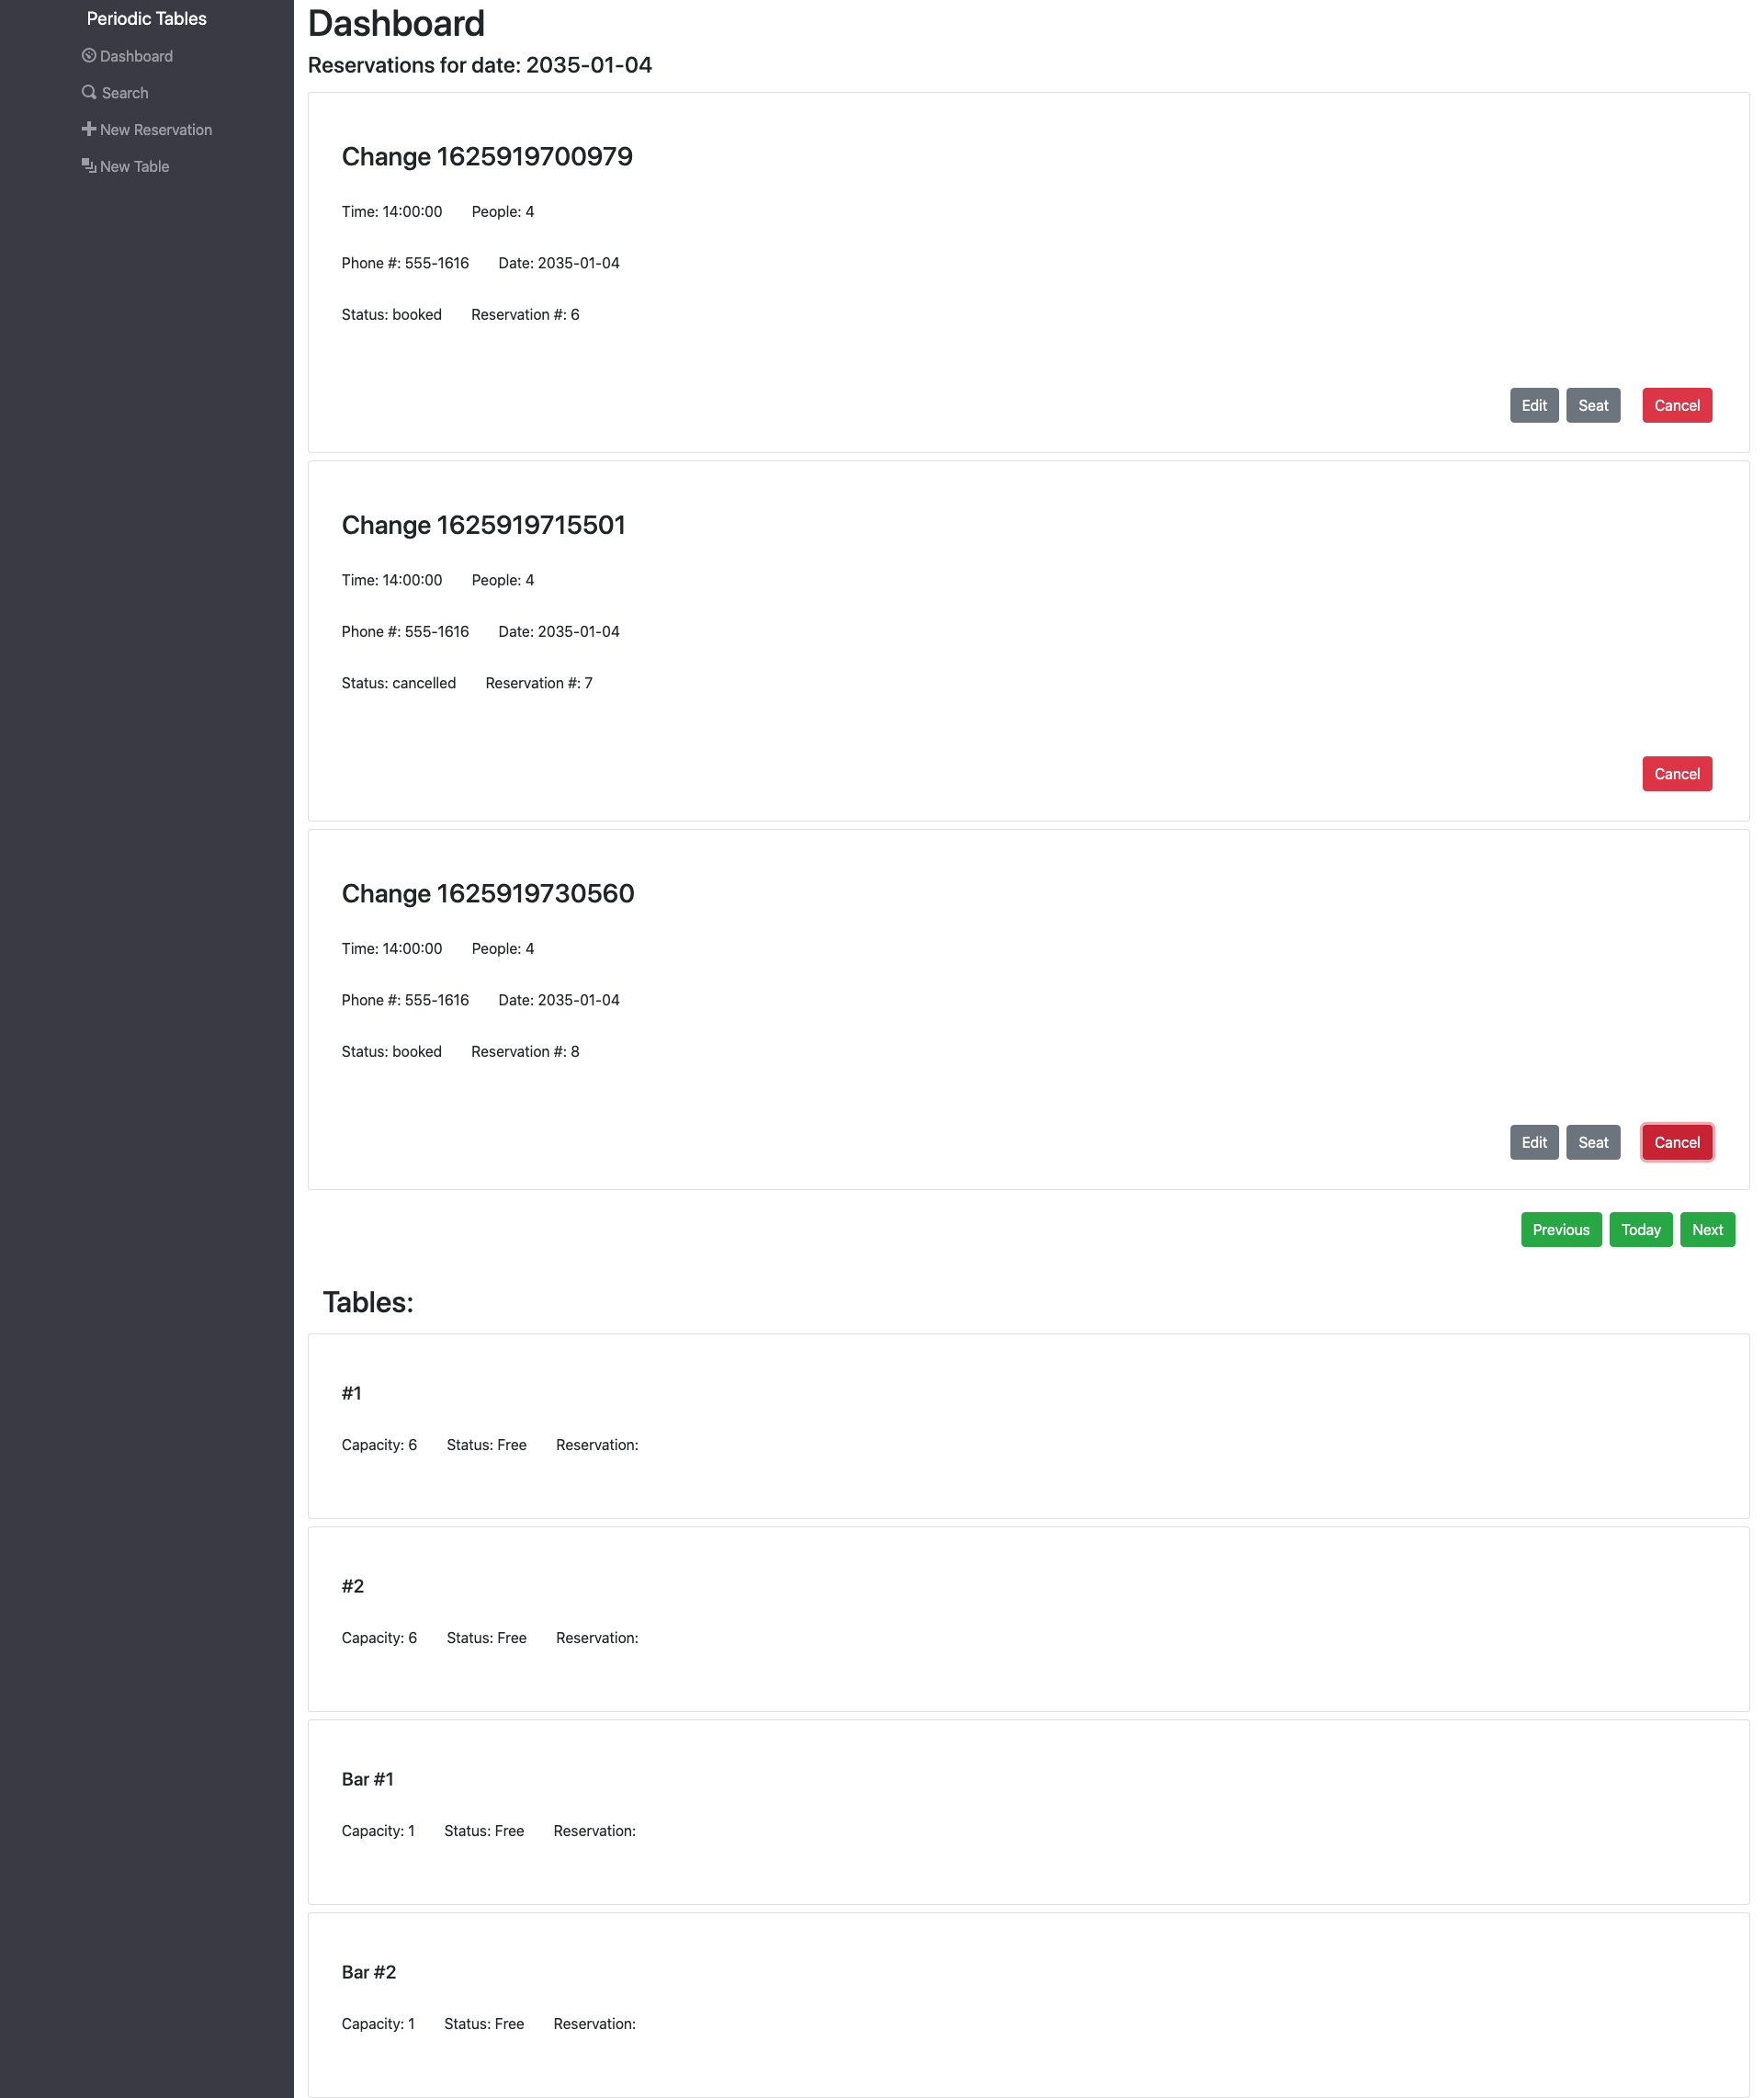 Periodic Tables
Dashboard
Search
New Reservation
New Table
Dashboard
Reservations for date: 2035-01-04
Change 1625919700979
Time: 14:00:00 People: 4
Phone #: 555-1616 Date: 2035-01-04
Status: booked Reservation #: 6
Edit Seat Cancel
Change 1625919715501
Time: 14:00:00 People: 4
Phone #: 555-1616 Date: 2035-01-04
Status: cancelled Reservation #: 7
Cancel
Change 1625919730560
Time: 14:00:00 People: 4
Phone #: 555-1616 Date: 2035-01-04
Status: booked Reservation #: 8
Edit Seat Cancel
Previous Today Next
Tables:
#1
Capacity: 6 Status: Free Reservation:
#2
Capacity: 6 Status: Free Reservation:
Bar #1
Capacity: 1 Status: Free Reservation:
Bar #2
Capacity: 1 Status: Free Reservation: